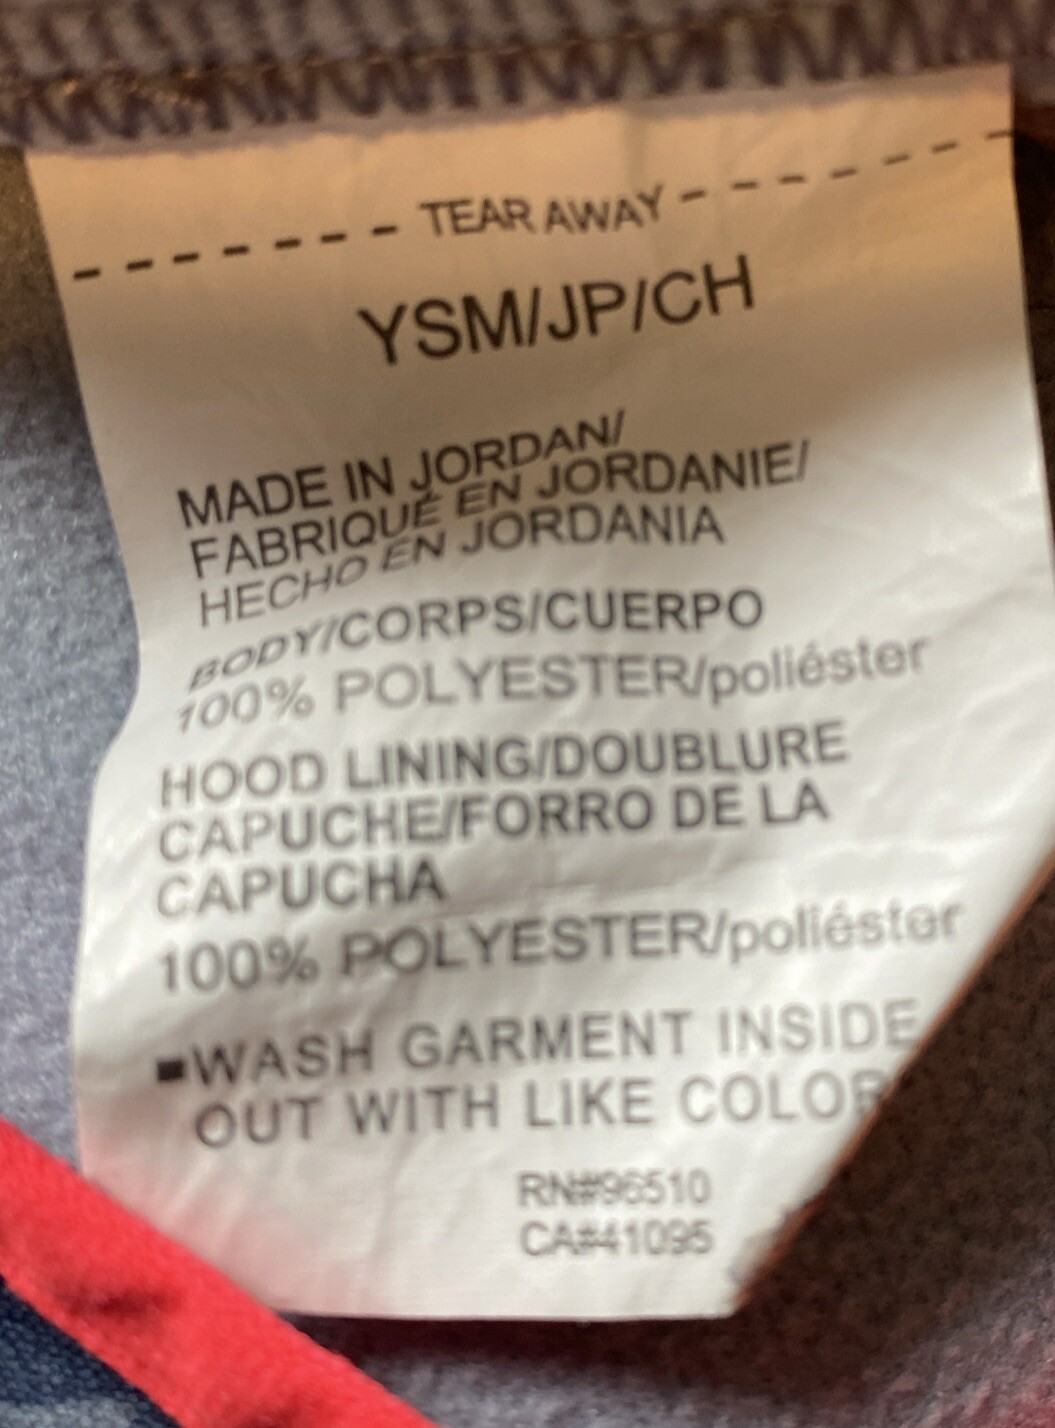 TEAR AWAY
YSM/JP/CH
MADE IN JORDAN/
FABRIQUÉ EN JORDANIE/
HECHO EN JORDANIA
BODY/CORPS/CUERPO
100% POLYESTER/poliéster
HOOD LINING/DOUBLURE
CAPUCHE/FORRO DE LA
CAPUCHA
100% POLYESTER/poliéster
■WASH GARMENT INSIDE
OUT WITH LIKE COLOR
RN#96510
CA#41095